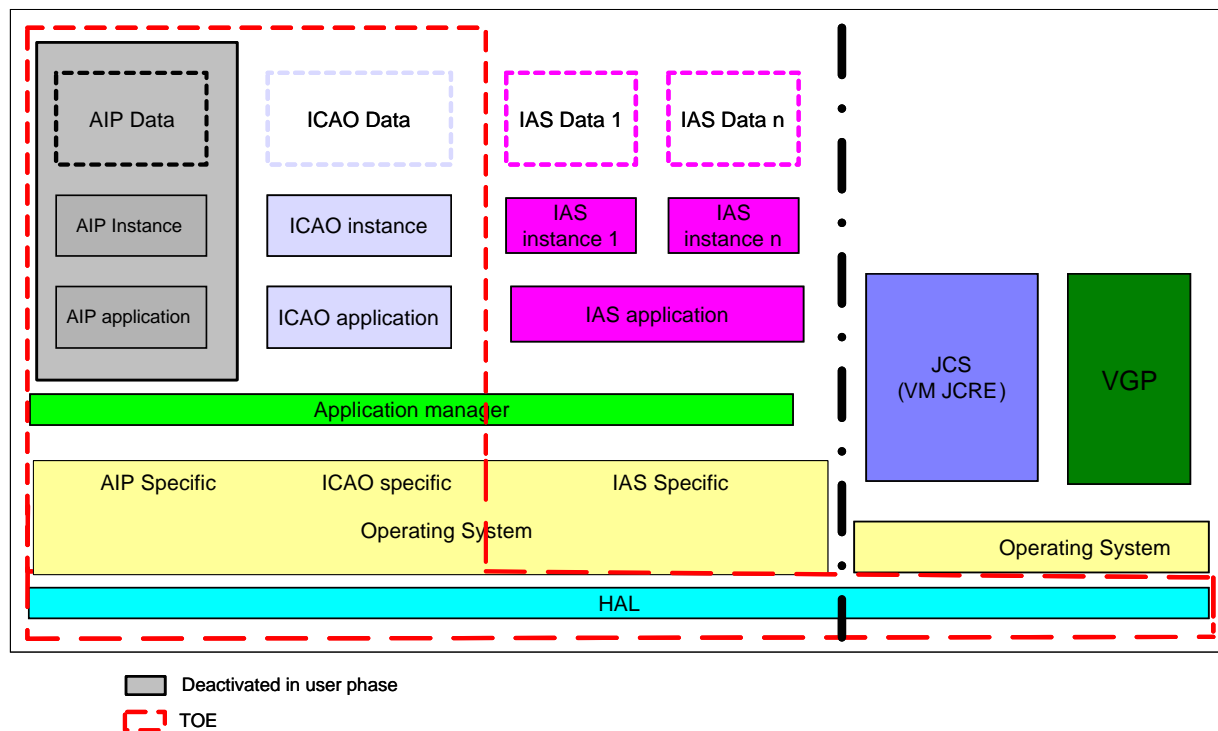 AIP Data
ICAO Data
IAS Data 1
IAS Data n
AIP Instance
ICAO instance
IAS
instance 1
IAS
instance n
AIP application
ICAO application
IAS application
JCS
(VM JCRE)
VGP
Application manager
AIP Specific
ICAO specific
IAS Specific
Operating System
Operating System
HAL
Deactivated in user phase
TOE